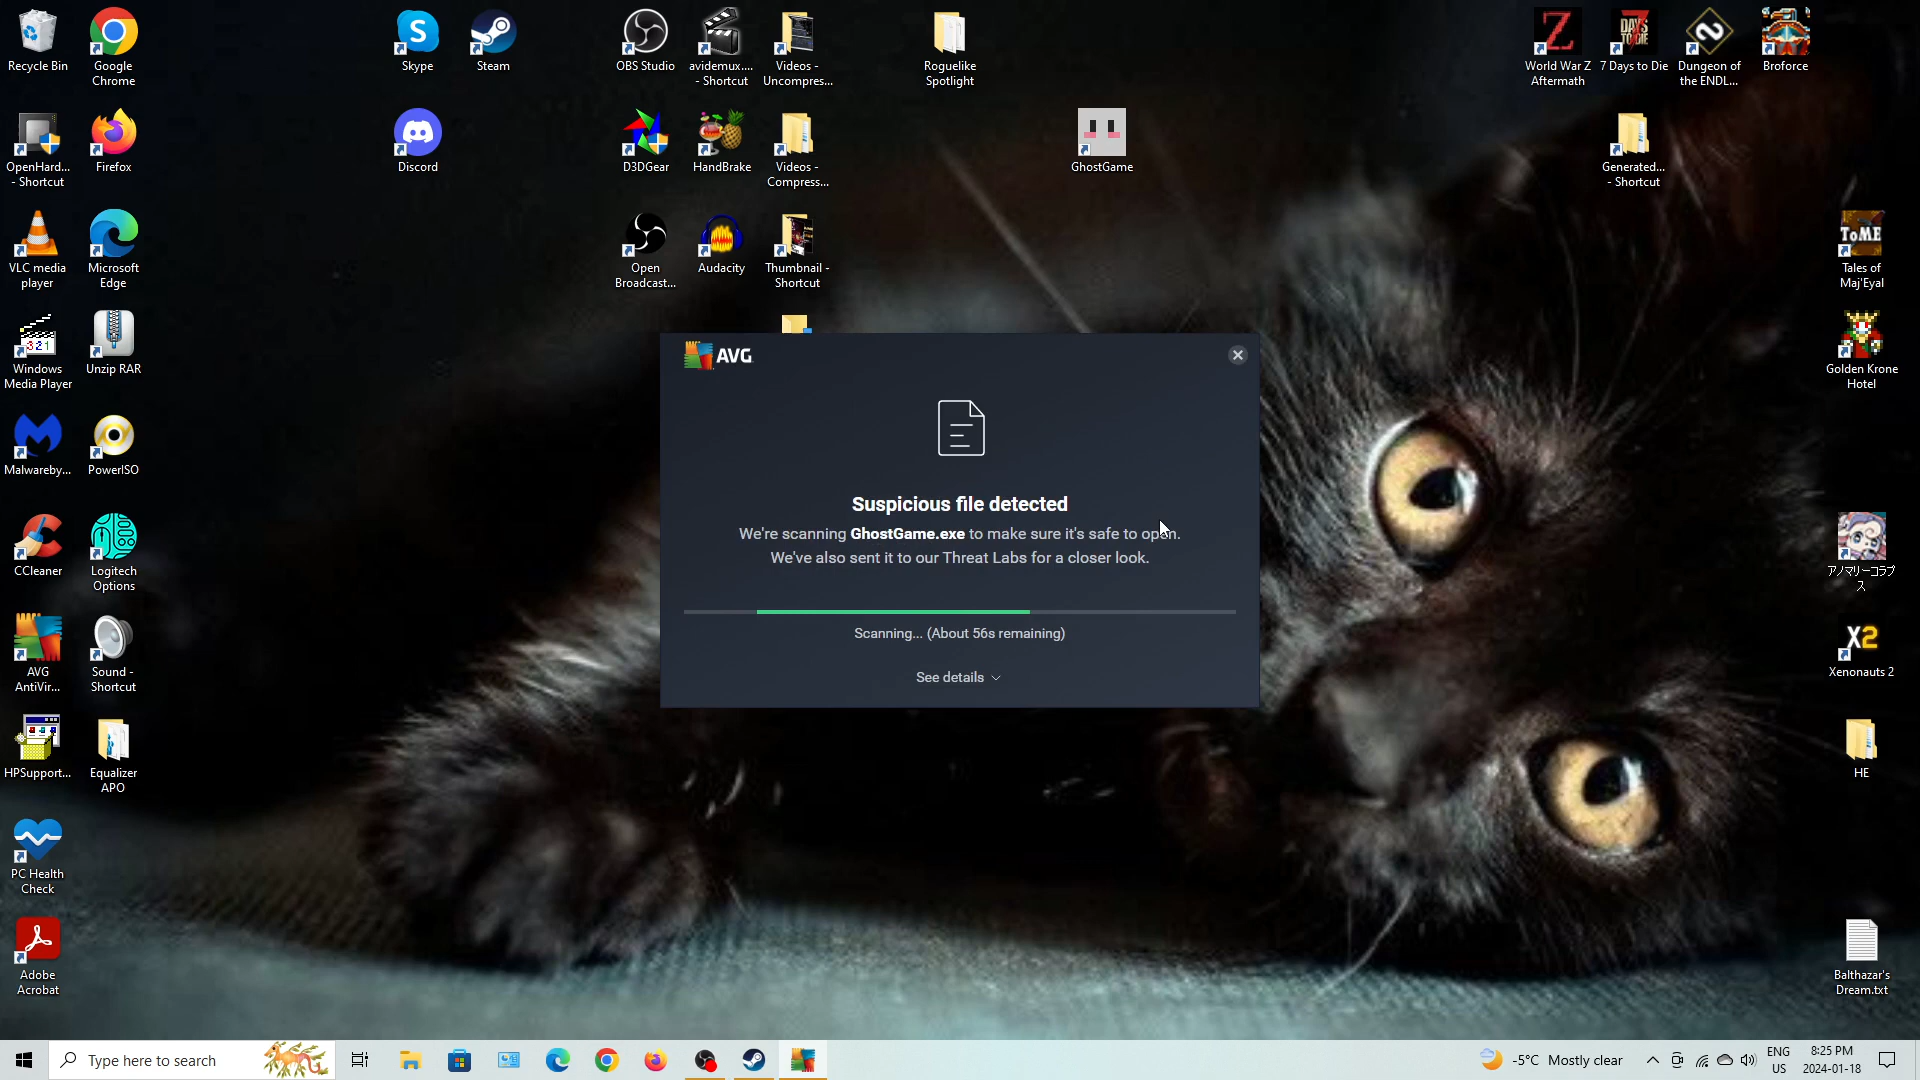 Recycle Bin
Google
Chrome
Skype
Steam
OBS Studio
avidemux....
- Shortcut
Videos -
Uncompres...
Roguelike
Spotlight
World War Z
Aftermath
7 Days to Die
Dungeon of
the ENDL...
Broforce
OpenHard...
- Shortcut
Firefox
Discord
D3DGear
HandBrake
Videos -
Compress...
GhostGame
Generated...
- Shortcut
VLC media
player
Microsoft
Edge
Open
Broadcast...
Audacity
Thumbnail -
Shortcut
ToME
Tales of
Maj'Eyal
Windows
Media Player
Unzip RAR
Golden Krone
Hotel
AVG
Suspicious file detected
We're scanning GhostGame.exe to make sure it's safe to open.
We've also sent it to our Threat Labs for a closer look.
Scanning... (About 56s remaining)
See details
Malwareby...
PowerISO
CCleaner
Logitech
Options
アノマリーコラプ
ス
AVG
AntiVir...
Sound -
Shortcut
X2
Xenonauts 2
HPSupport...
Equalizer
APO
HE
PC Health
Check
Adobe
Acrobat
Balthazar's
Dream.txt
Type here to search
-5°C Mostly clear
ENG
US
8:25 PM
2024-01-18